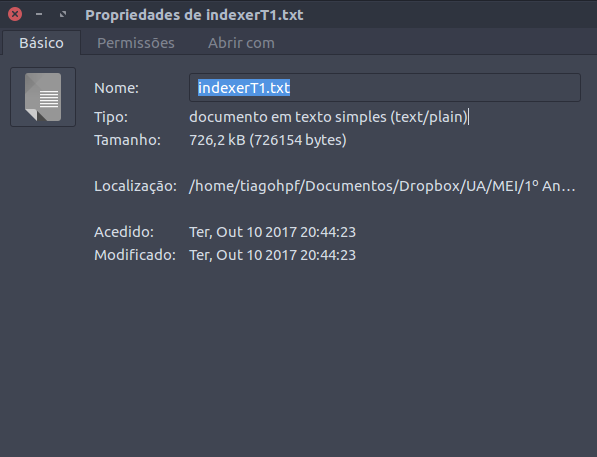 Propriedades de indexerT1.txt
Básico Permissões Abrir com
Nome: indexerT1.txt
Tipo: documento em texto simples (text/plain)
Tamanho: 726,2 kB (726154 bytes)
Localização: /home/tiagohpf/Documentos/Dropbox/UA/MEI/1º An...
Acedido: Ter, Out 10 2017 20:44:23
Modificado: Ter, Out 10 2017 20:44:23